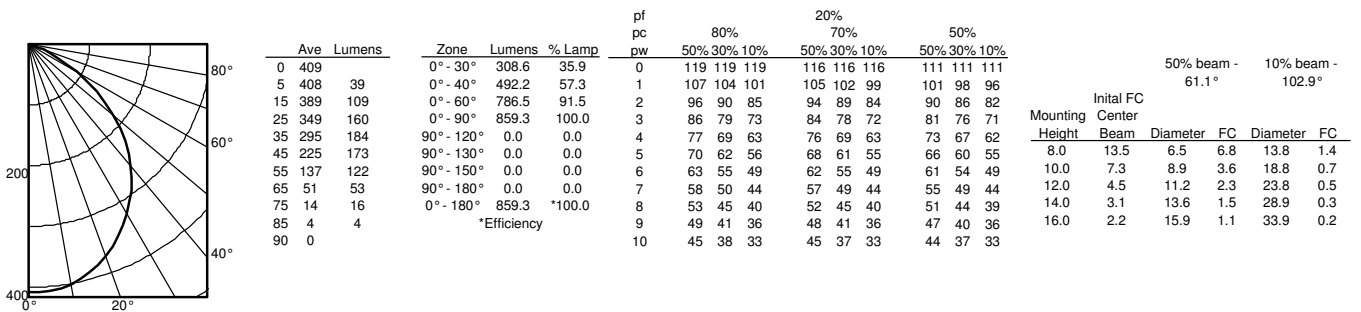 80°
60°
200
40°
400
0° 20°
Ave Lumens
0 409
5 408 39
15 389 109
25 349 160
35 295 184
45 225 173
55 137 122
65 51 53
75 14 16
85 4 4
90 0
Zone Lumens % Lamp
0° - 30° 308.6 35.9
0° - 40° 492.2 57.3
0° - 60° 786.5 91.5
0° - 90° 859.3 100.0
90° - 120° 0.0 0.0
90° - 130° 0.0 0.0
90° - 150° 0.0 0.0
90° - 180° 0.0 0.0
0° - 180° 859.3 *100.0
*Efficiency
pf 20%
pc 80% 70% 50%
pw 50% 30% 10% 50% 30% 10% 50% 30% 10%
0 119 119 119 116 116 116 111 111 111
1 107 104 101 105 102 99 101 98 96
2 96 90 85 94 89 84 90 86 82
3 86 79 73 84 78 72 81 76 71
4 77 69 63 76 69 63 73 67 62
5 70 62 56 68 61 55 66 60 55
6 63 55 49 62 55 49 61 54 49
7 58 50 44 57 49 44 55 49 44
8 53 45 40 52 45 40 51 44 39
9 49 41 36 48 41 36 47 40 36
10 45 38 33 45 37 33 44 37 33
50% beam - 10% beam -
61.1° 102.9°
Inital FC
Mounting Center
Height Beam Diameter FC Diameter FC
8.0 13.5 6.5 6.8 13.8 1.4
10.0 7.3 8.9 3.6 18.8 0.7
12.0 4.5 11.2 2.3 23.8 0.5
14.0 3.1 13.6 1.5 28.9 0.3
16.0 2.2 15.9 1.1 33.9 0.2